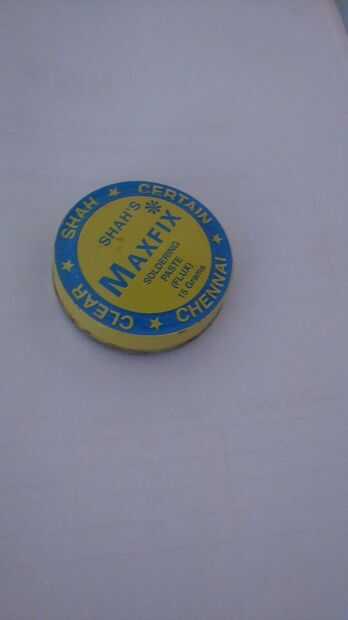 SHAH ★ CERTAIN ★ CHENNAI ★ CLEAR ★
SHAH'S
MAXFIX
SOLDERING
PASTE
(FLUX)
15 Grams